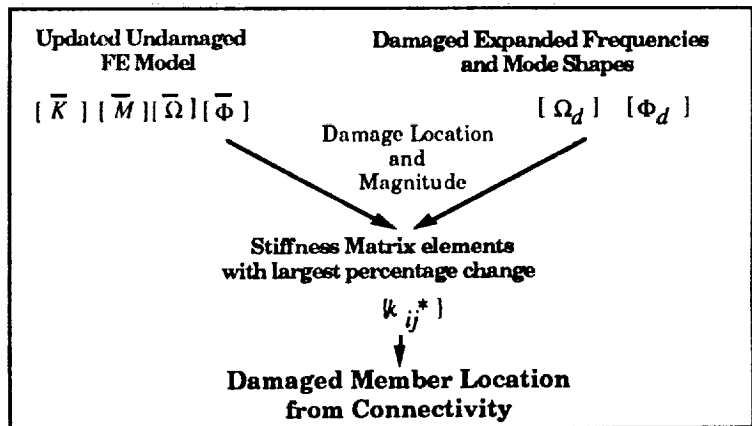 Updated Undamaged
FE Model
[ K̅ ] [ M̅ ] [ Ω̅ ] [ Φ̅ ]
Damaged Expanded Frequencies
and Mode Shapes
[ Ω_d ] [ Φ_d ]
Damage Location
and
Magnitude
Stiffness Matrix elements
with largest percentage change
{k_ij* }
Damaged Member Location
from Connectivity